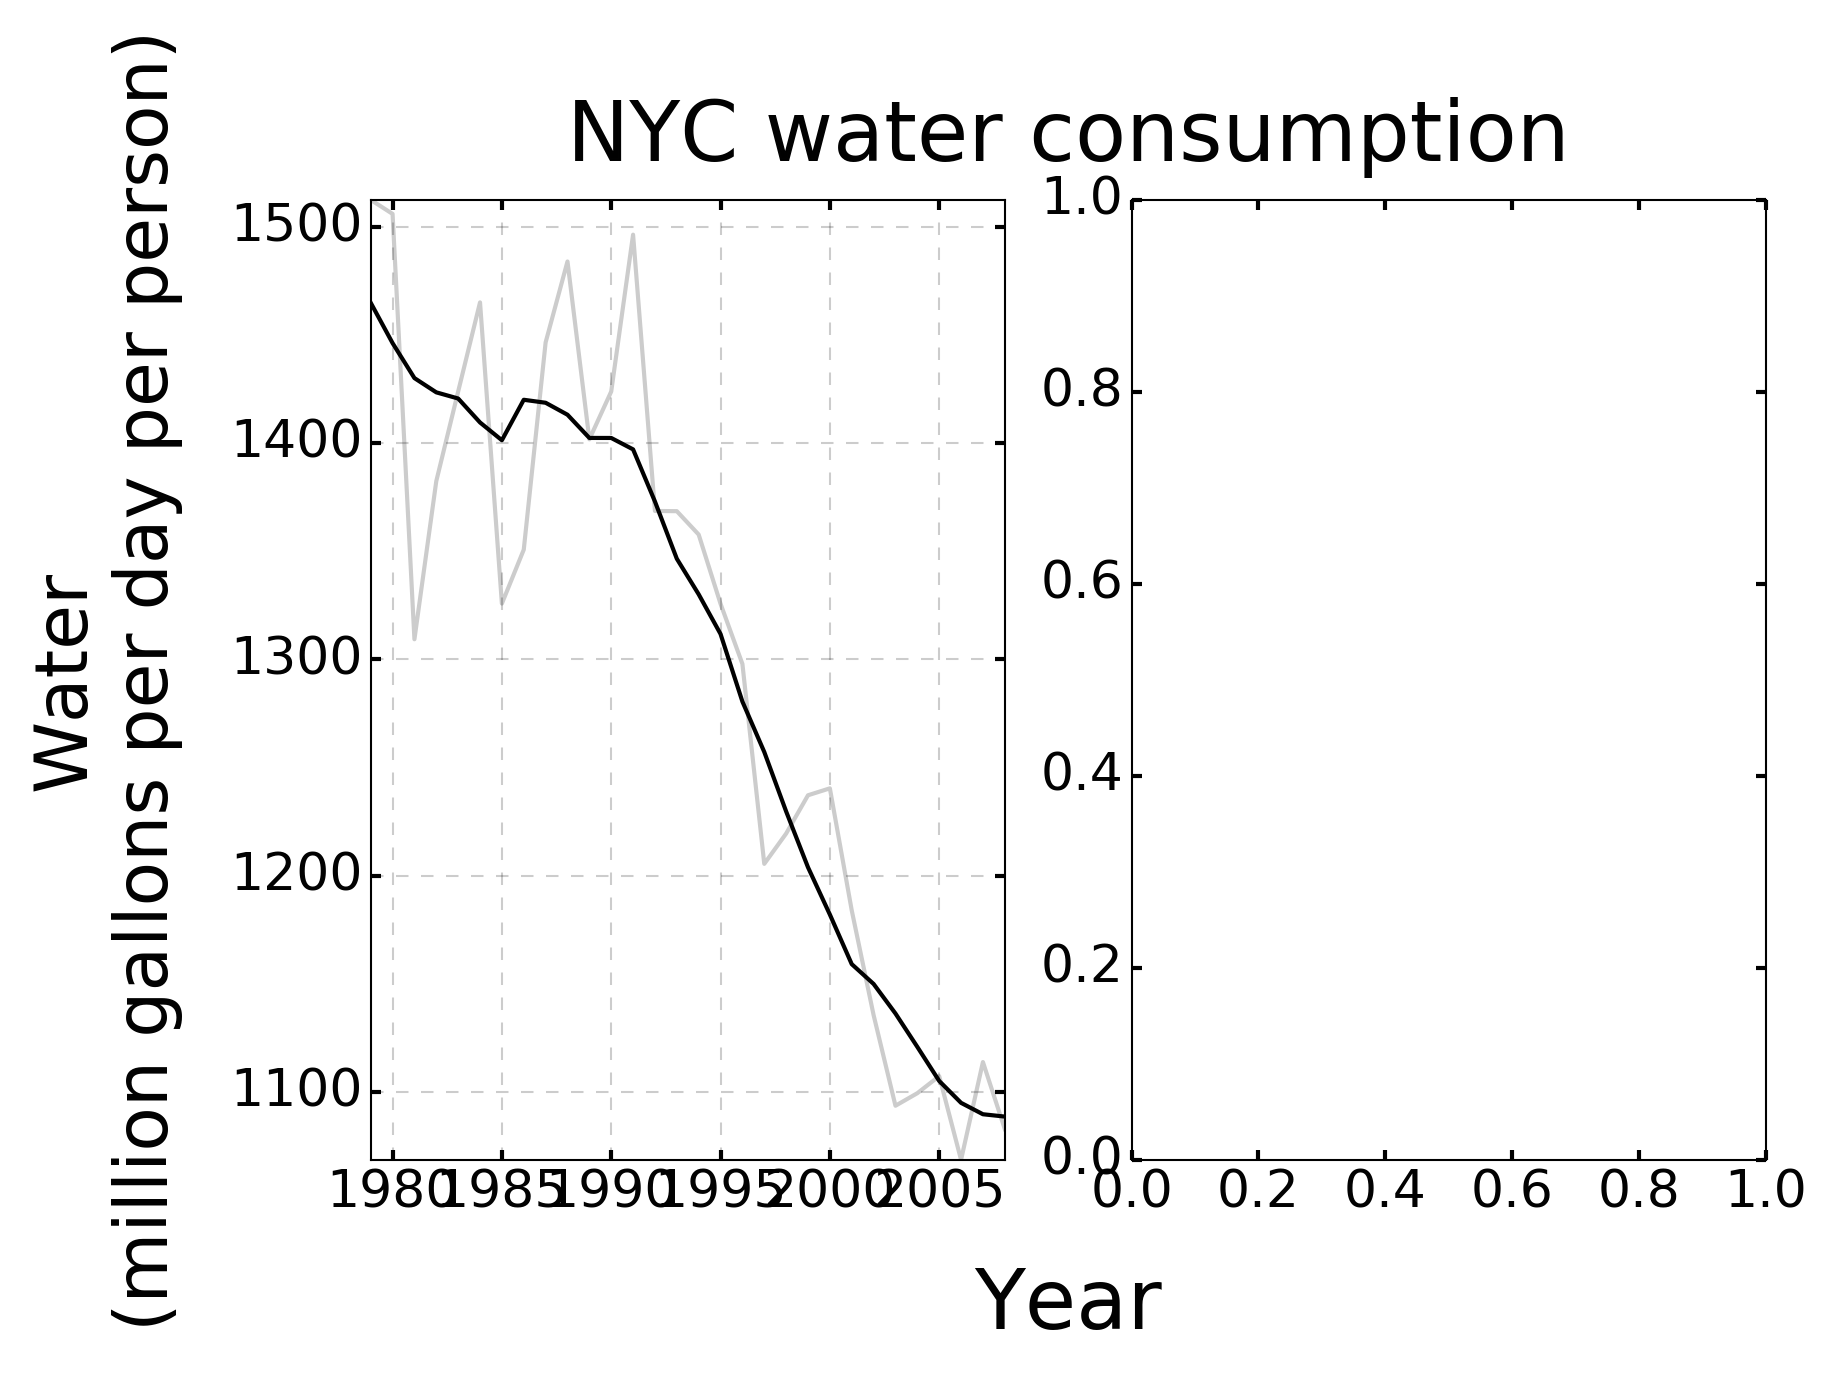 NYC water consumption
Water
(million gallons per day per person)
1500
1400
1300
1200
1100
1980 1985 1990 1995 2000 2005
1.0
0.8
0.6
0.4
0.2
0.0
0.0 0.2 0.4 0.6 0.8 1.0
Year